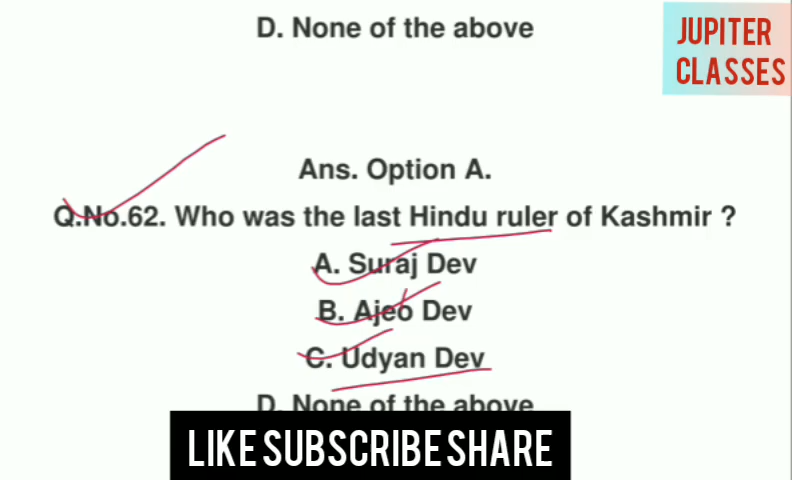 D. None of the above
JUPITER
CLASSES
Ans. Option A.
Q.No.62. Who was the last Hindu ruler of Kashmir ?
A. Suraj Dev
B. Ajeo Dev
C. Udyan Dev
D. None of the above
LIKE SUBSCRIBE SHARE